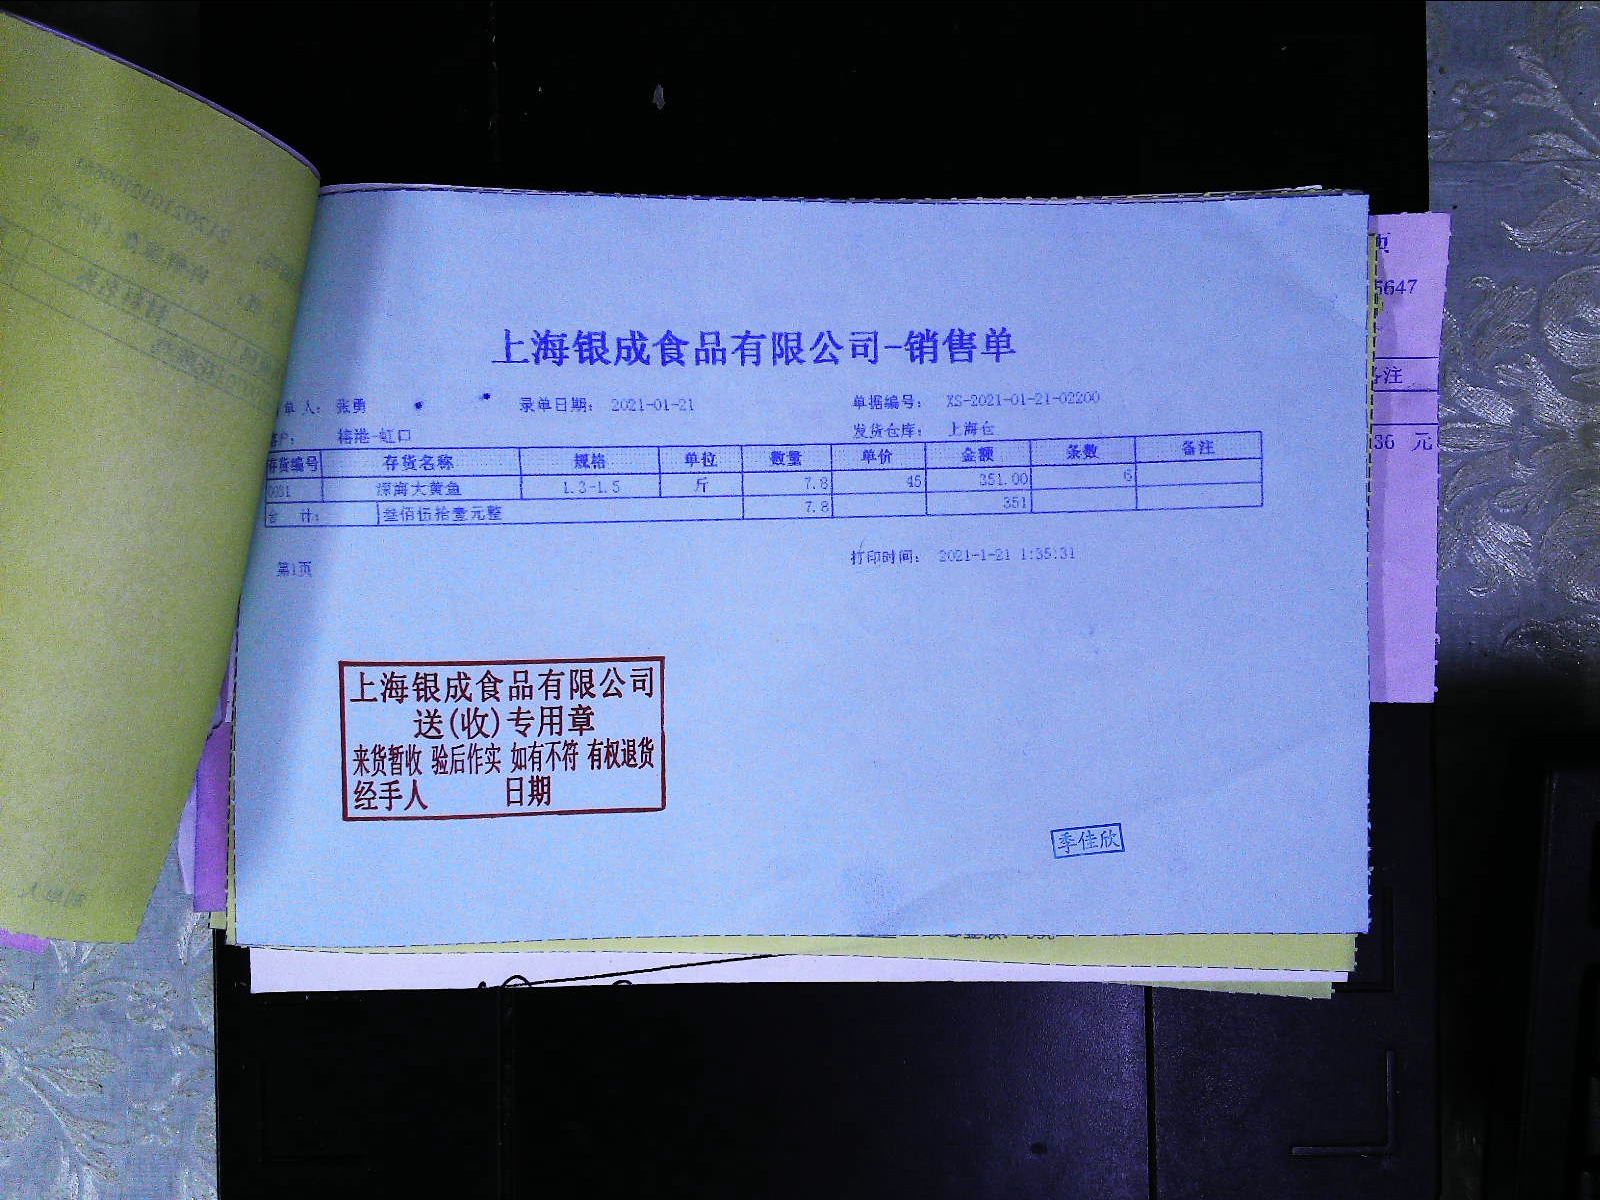 上海银成食品有限公司-销售单
单人： 张勇 录单日期： 2021-01-21 单据编号： XS-2021-01-21-02200
客户： 榕港-虹口 发货仓库： 上海仓
存货编号 存货名称 规格 单位 数量 单价 金额 条数 备注
深海大黄鱼 1.3-1.5 斤 7.8 45 351.00 6
合 计： 叁佰伍拾壹元整 7.8 351
第1页 打印时间： 2021-1-21 1:35:31
上海银成食品有限公司
送(收)专用章
来货暂收 验后作实 如有不符 有权退货
经手人 日期
季佳欣
页
5647
注
36 元